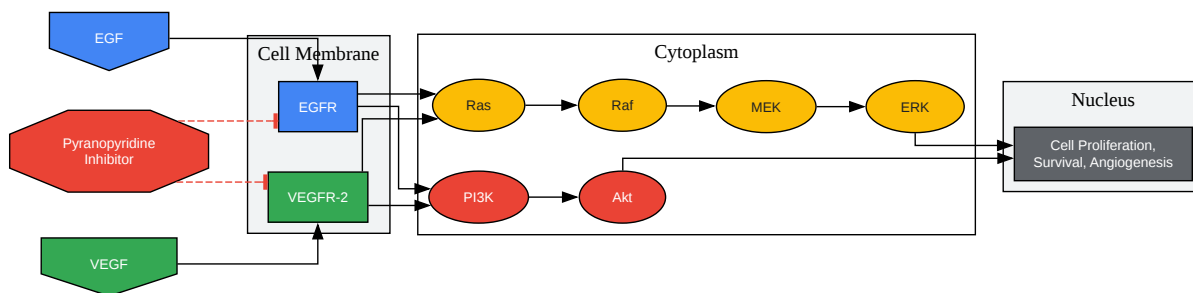 EGF
Cell Membrane
Cytoplasm
EGFR
Ras
Raf
MEK
ERK
Nucleus
Pyranopyridine
Inhibitor
Cell Proliferation,
Survival, Angiogenesis
VEGFR-2
PI3K
Akt
VEGF